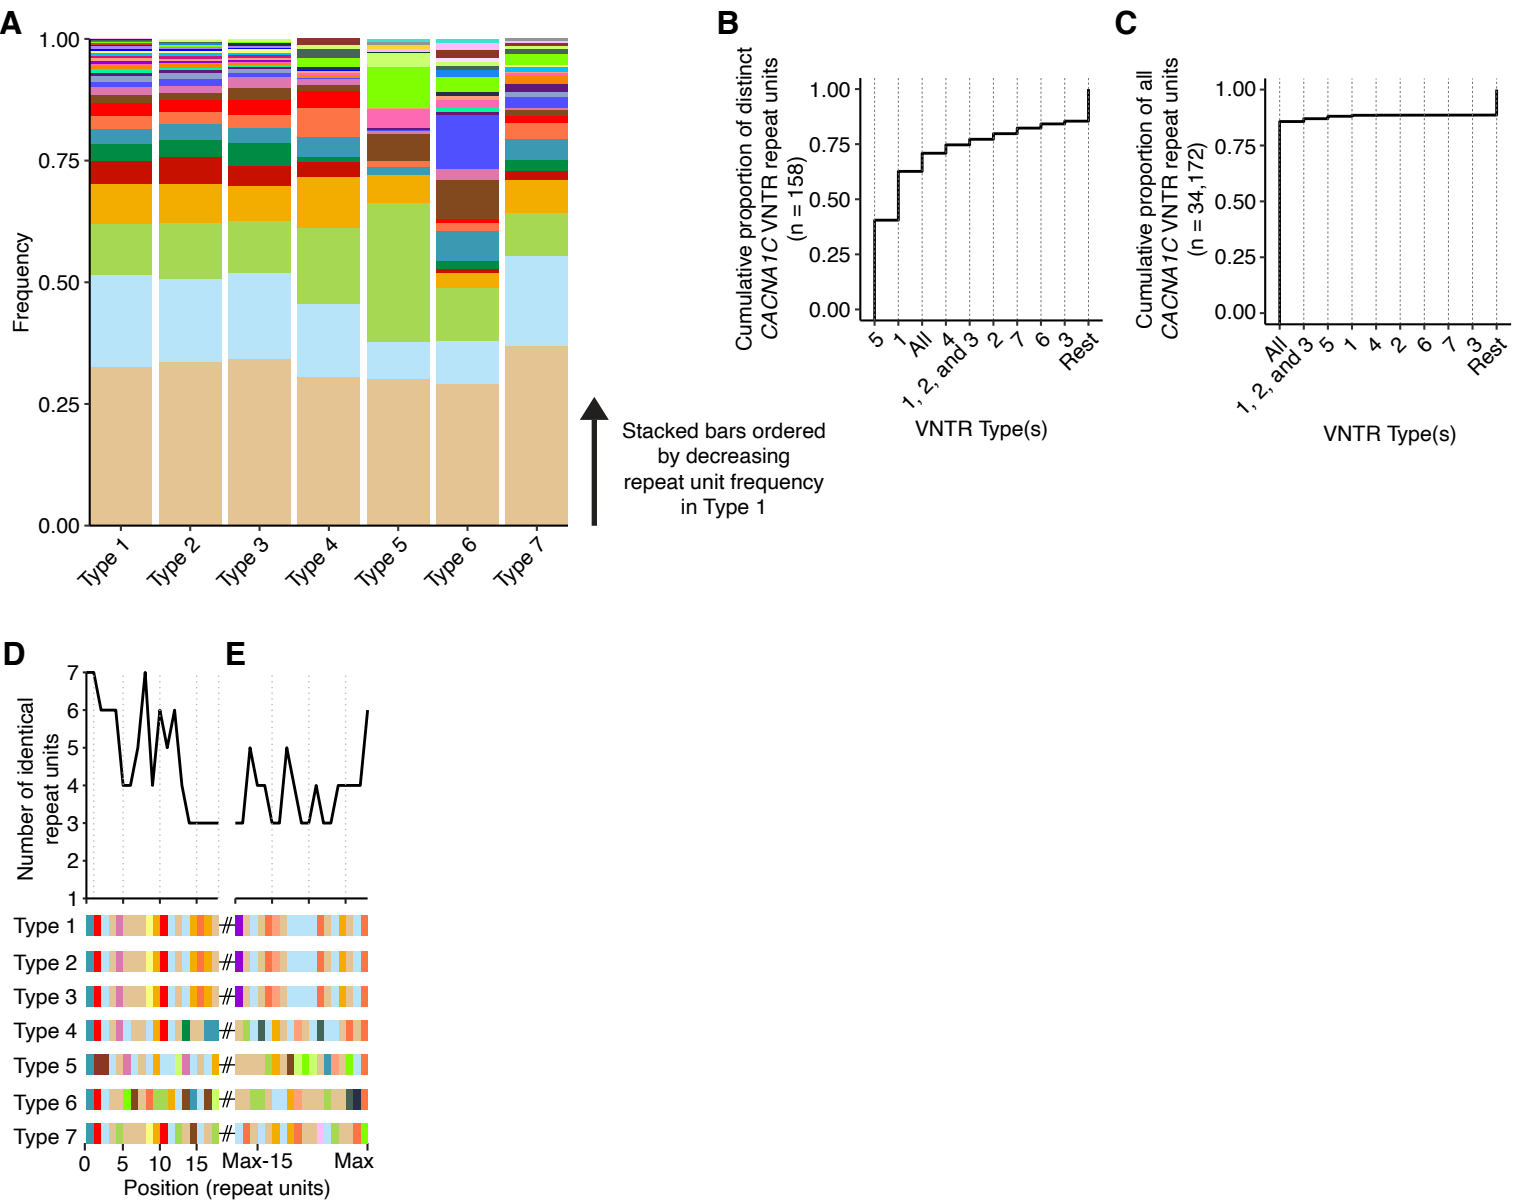 A
1.00
0.75
0.50
0.25
0.00
Frequency
Type 1
Type 2
Type 3
Type 4
Type 5
Type 6
Type 7
Stacked bars ordered
by decreasing
repeat unit frequency
in Type 1
B
Cumulative proportion of distinct
CACNA1C VNTR repeat units
(n = 158)
1.00
0.75
0.50
0.25
0.00
5
1
All
4
1, 2, and 3
2
7
6
3
Rest
VNTR Type(s)
C
Cumulative proportion of all
CACNA1C VNTR repeat units
(n = 34,172)
1.00
0.75
0.50
0.25
0.00
All
1, 2, and 3
5
1
4
2
6
7
3
Rest
VNTR Type(s)
D
E
Number of identical
repeat units
7
6
5
4
3
2
1
Type 1
Type 2
Type 3
Type 4
Type 5
Type 6
Type 7
0
5
10
15
Max-15
Max
Position (repeat units)